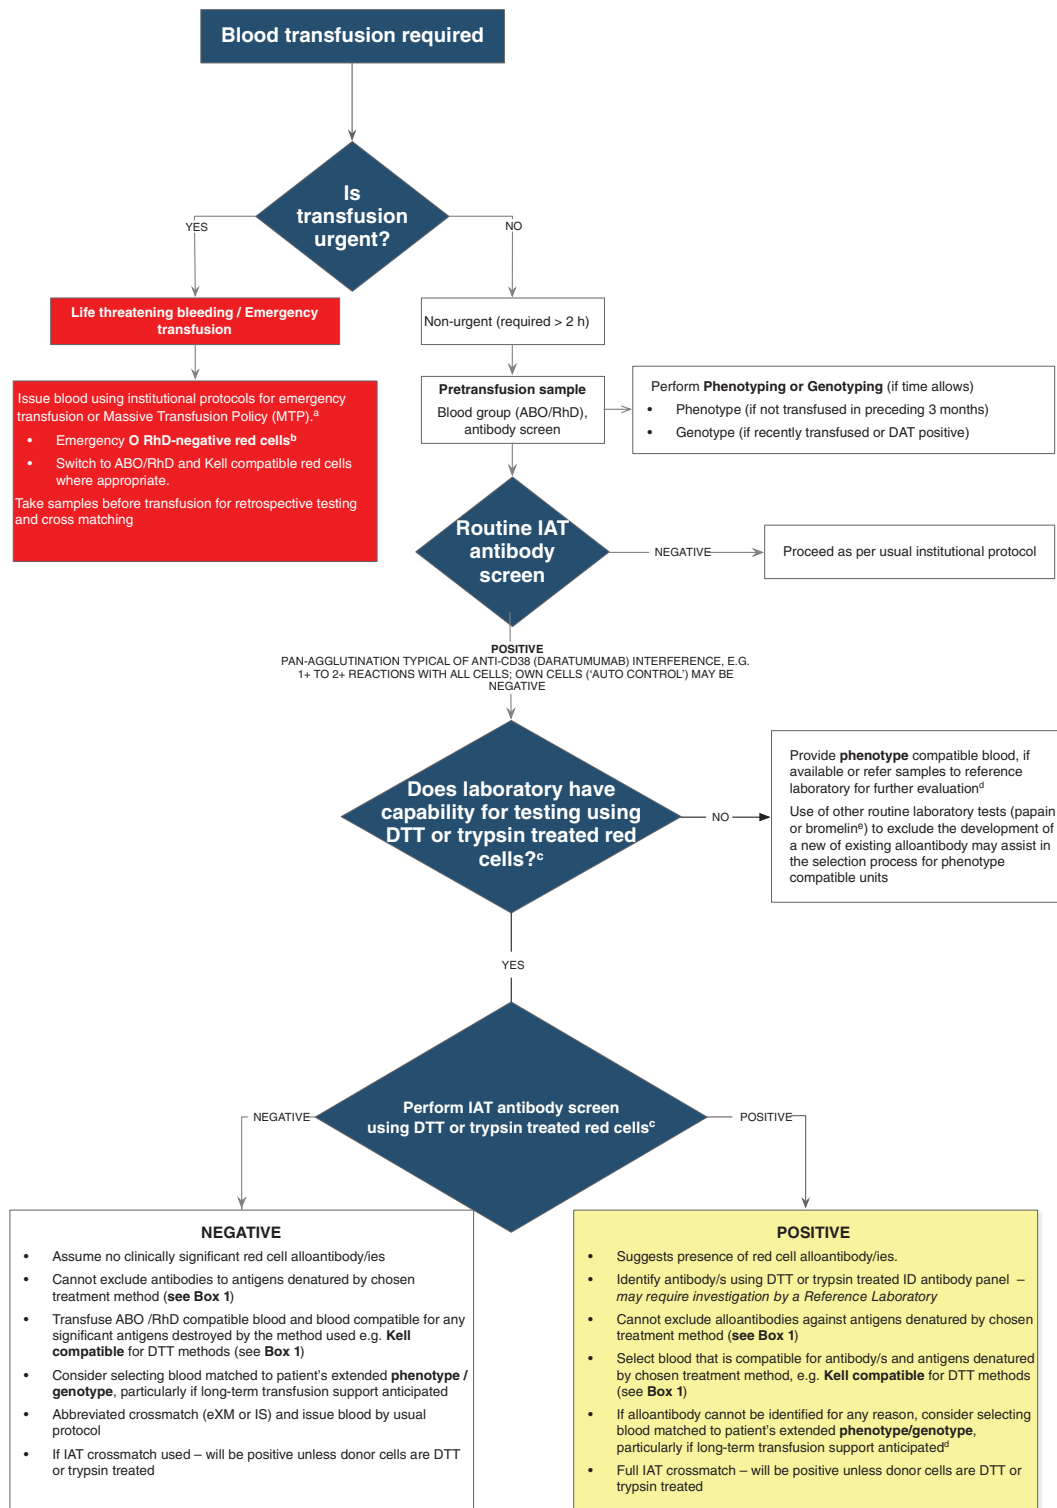 Blood transfusion required
Is
transfusion
urgent?
YES
NO
Life threatening bleeding / Emergency
transfusion
Non-urgent (required > 2 h)
Issue blood using institutional protocols for emergency
transfusion or Massive Transfusion Policy (MTP).a
• Emergency O RhD-negative red cellsb
• Switch to ABO/RhD and Kell compatible red cells
where appropriate.
Take samples before transfusion for retrospective testing
and cross matching
Pretransfusion sample
Blood group (ABO/RhD),
antibody screen
Perform Phenotyping or Genotyping (if time allows)
• Phenotype (if not transfused in preceding 3 months)
• Genotype (if recently transfused or DAT positive)
Routine IAT
antibody
screen
NEGATIVE
Proceed as per usual institutional protocol
POSITIVE
PAN-AGGLUTINATION TYPICAL OF ANTI-CD38 (DARATUMUMAB) INTERFERENCE, E.G.
1+ TO 2+ REACTIONS WITH ALL CELLS; OWN CELLS ('AUTO CONTROL') MAY BE
NEGATIVE
Does laboratory have
capability for testing using
DTT or trypsin treated red
cells?c
NO
Provide phenotype compatible blood, if
available or refer samples to reference
laboratory for further evaluationd
Use of other routine laboratory tests (papain
or bromeline) to exclude the development of
a new of existing alloantibody may assist in
the selection process for phenotype
compatible units
YES
Perform IAT antibody screen
using DTT or trypsin treated red cellsc
NEGATIVE
POSITIVE
NEGATIVE
• Assume no clinically significant red cell alloantibody/ies
• Cannot exclude antibodies to antigens denatured by chosen
treatment method (see Box 1)
• Transfuse ABO /RhD compatible blood and blood compatible for any
significant antigens destroyed by the method used e.g. Kell
compatible for DTT methods (see Box 1)
• Consider selecting blood matched to patient's extended phenotype /
genotype, particularly if long-term transfusion support anticipated
• Abbreviated crossmatch (eXM or IS) and issue blood by usual
protocol
• If IAT crossmatch used – will be positive unless donor cells are DTT
or trypsin treated
POSITIVE
• Suggests presence of red cell alloantibody/ies.
• Identify antibody/s using DTT or trypsin treated ID antibody panel –
may require investigation by a Reference Laboratory
• Cannot exclude alloantibodies against antigens denatured by chosen
treatment method (see Box 1)
• Select blood that is compatible for antibody/s and antigens denatured
by chosen treatment method, e.g. Kell compatible for DTT methods
(see Box 1)
• If alloantibody cannot be identified for any reason, consider selecting
blood matched to patient's extended phenotype/genotype,
particularly if long-term transfusion support anticipatedd
• Full IAT crossmatch – will be positive unless donor cells are DTT or
trypsin treated